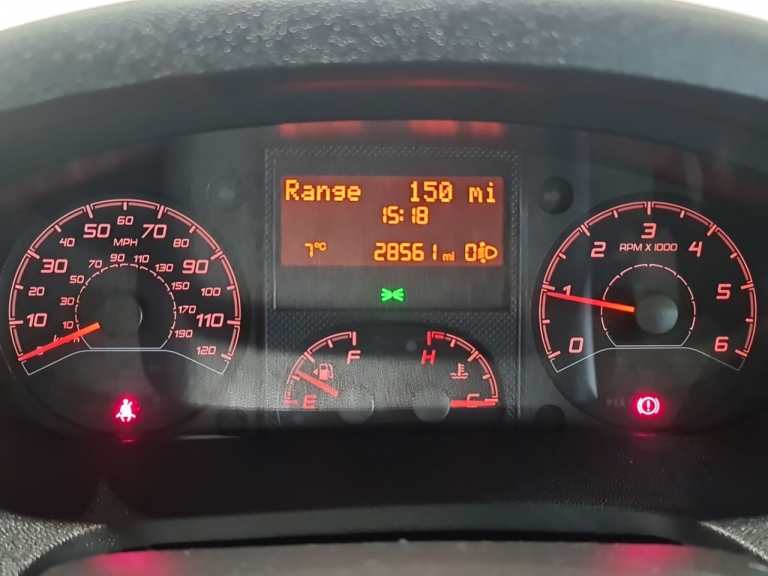 Range 150 mi
15:18
7°C 28561 mi 0
10 20 30 40 50 60 70 80 90 100 110 120
MPH
10 30 50 70 90 110 130 150 170 190
F
E
H
C
0 1 2 3 4 5 6
RPM X 1000